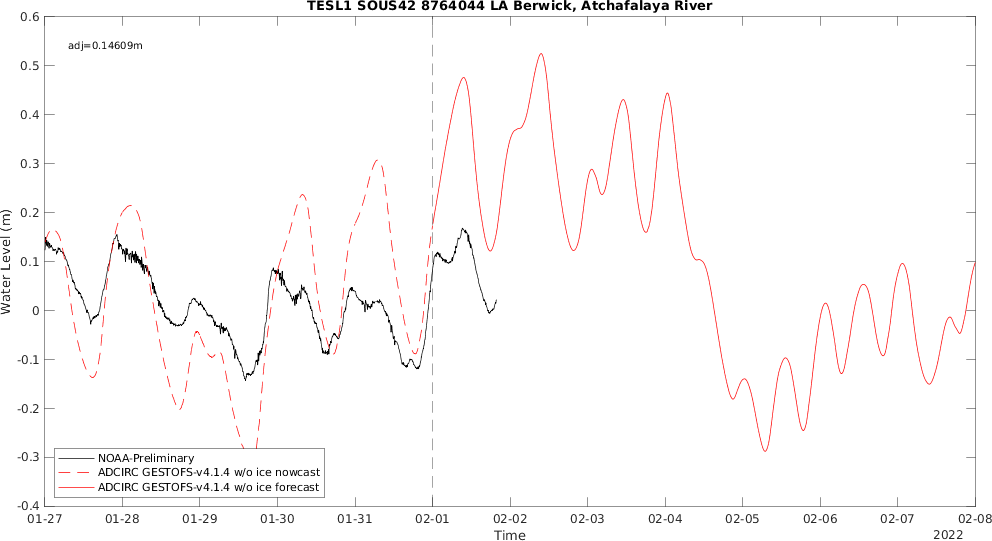 TESL1 SOUS42 8764044 LA Berwick, Atchafalaya River
adj=0.14609m
0.6
0.5
0.4
0.3
0.2
0.1
0
-0.1
-0.2
-0.3
-0.4
Water Level (m)
NOAA-Preliminary
ADCIRC GESTOFS-v4.1.4 w/o ice nowcast
ADCIRC GESTOFS-v4.1.4 w/o ice forecast
01-27 01-28 01-29 01-30 01-31 02-01 02-02 02-03 02-04 02-05 02-06 02-07 02-08
Time
2022